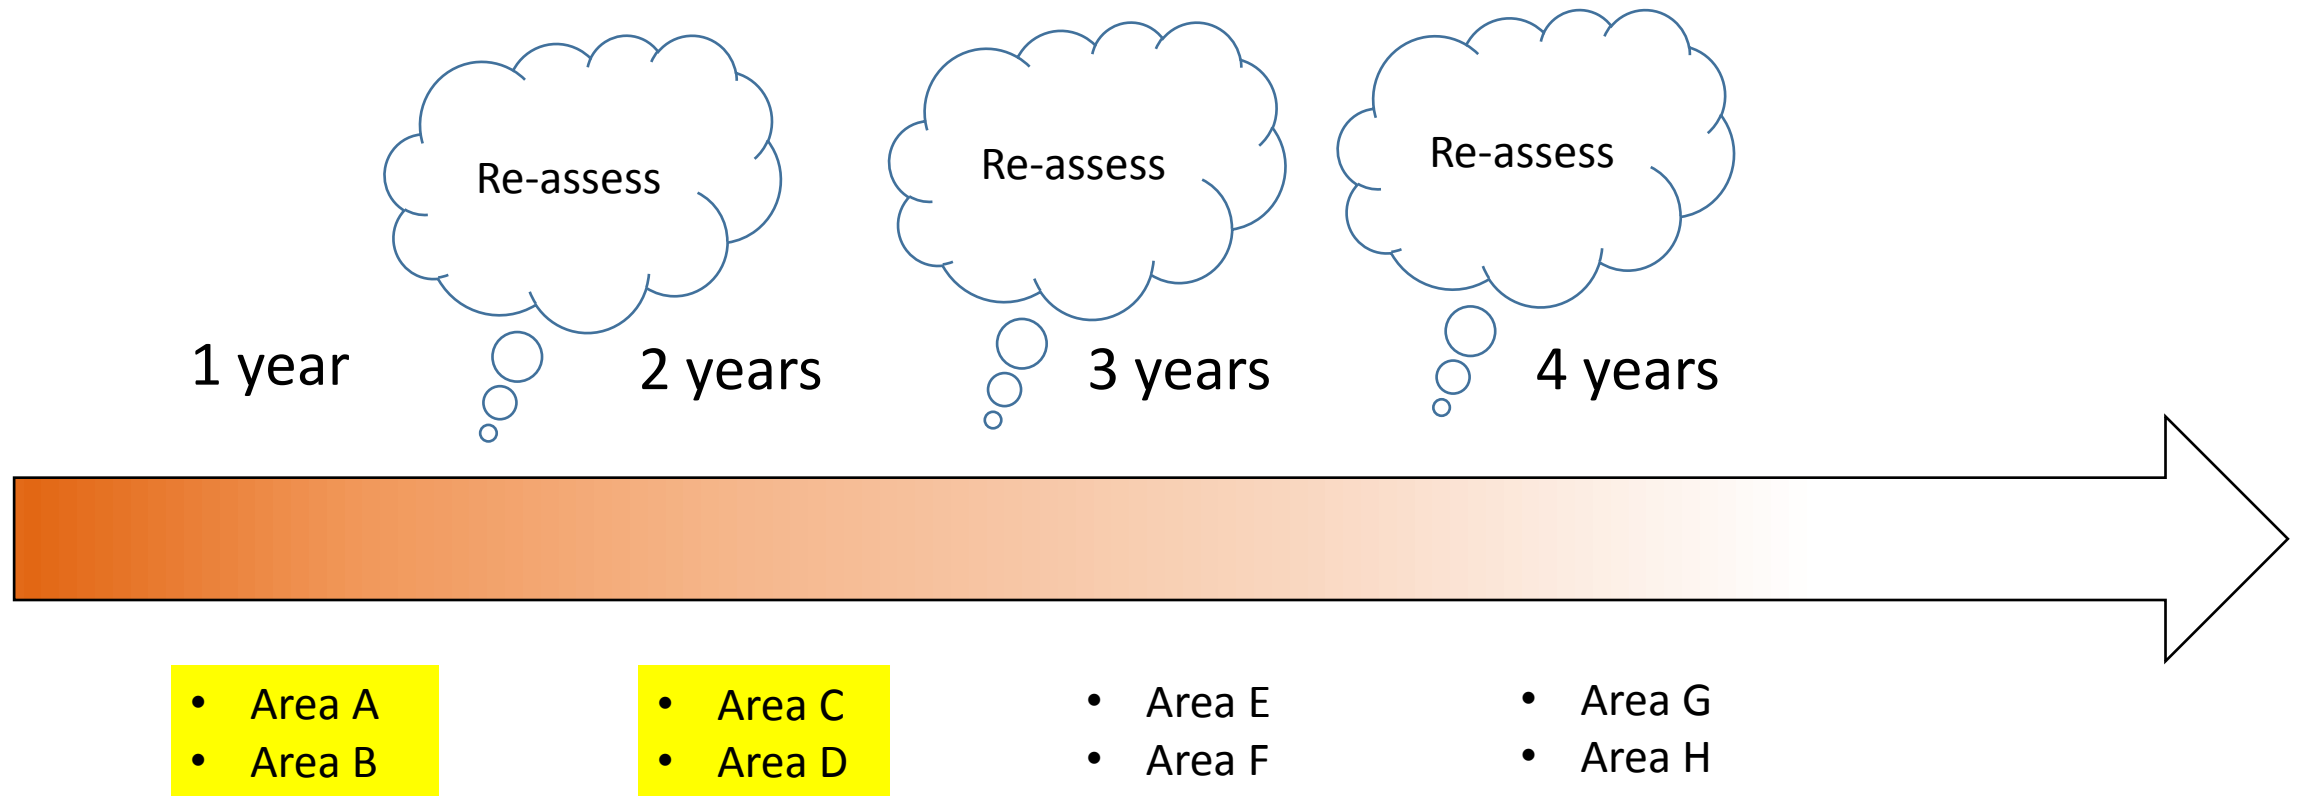 Re-assess
Re-assess
Re-assess
1 year
2 years
3 years
4 years
• Area A
• Area B
• Area C
• Area D
• Area E
• Area F
• Area G
• Area H